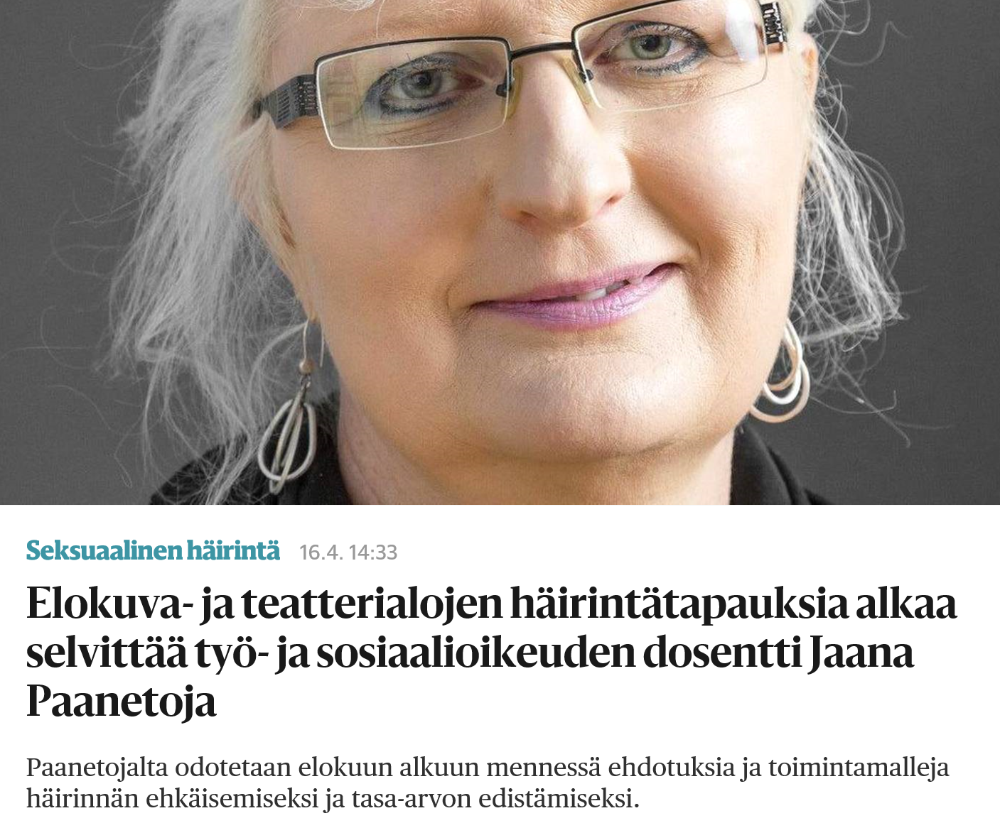 Seksuaalinen häirintä 16.4. 14:33
Elokuva- ja teatterialojen häirintätapauksia alkaa
selvittää työ- ja sosiaalioikeuden dosentti Jaana
Paanetoja
Paanetojalta odotetaan elokuun alkuun mennessä ehdotuksia ja toimintamalleja
häirinnän ehkäisemiseksi ja tasa-arvon edistämiseksi.